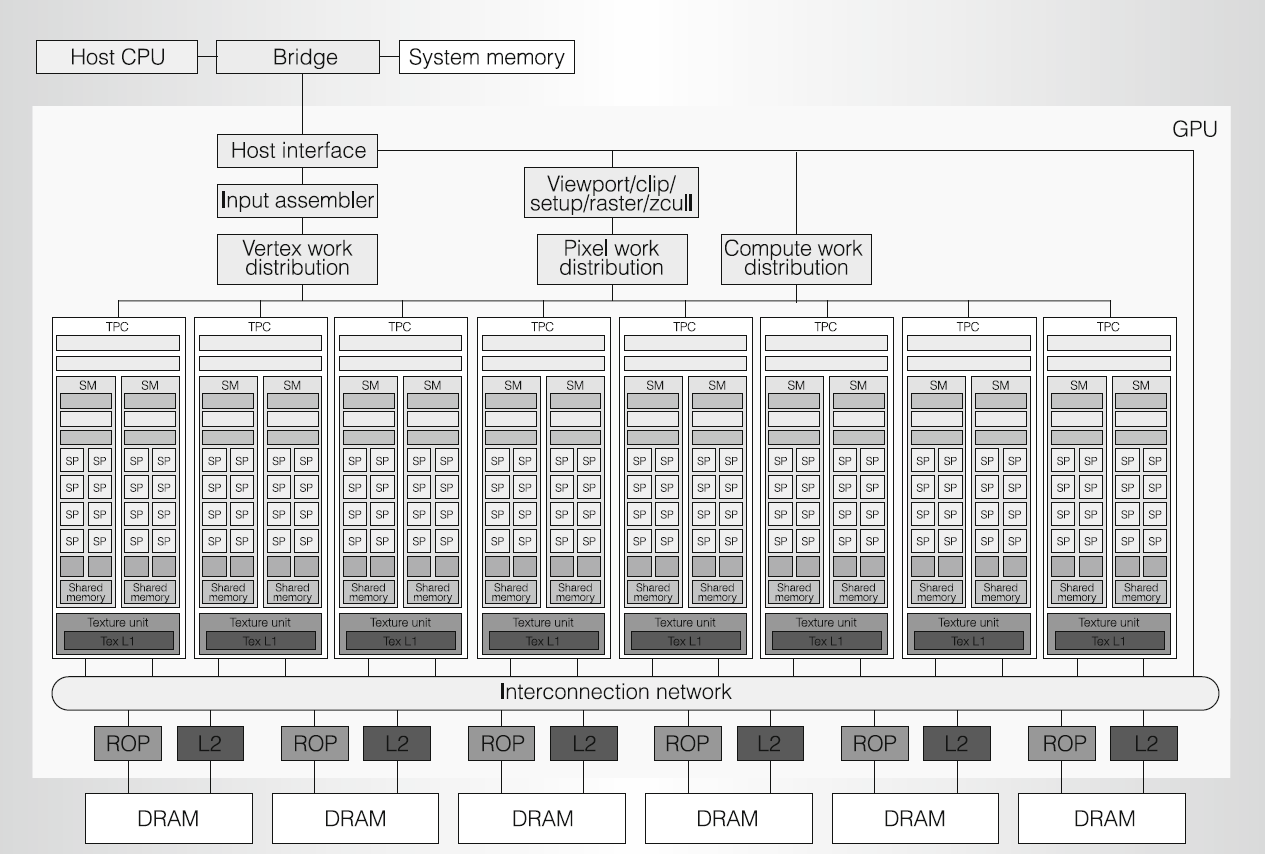 Host CPU
Bridge
System memory
GPU
Host interface
Input assembler
Vertex work
distribution
Viewport/clip/
setup/raster/zcull
Pixel work
distribution
Compute work
distribution
TPC TPC TPC TPC TPC TPC TPC TPC
SM SM SM SM SM SM SM SM SM SM SM SM SM SM SM SM
SP SP SP SP SP SP SP SP SP SP SP SP SP SP SP SP SP SP SP SP SP SP SP SP SP SP SP SP SP SP SP SP
SP SP SP SP SP SP SP SP SP SP SP SP SP SP SP SP SP SP SP SP SP SP SP SP SP SP SP SP SP SP SP SP
SP SP SP SP SP SP SP SP SP SP SP SP SP SP SP SP SP SP SP SP SP SP SP SP SP SP SP SP SP SP SP SP
SP SP SP SP SP SP SP SP SP SP SP SP SP SP SP SP SP SP SP SP SP SP SP SP SP SP SP SP SP SP SP SP
Shared Shared Shared Shared Shared Shared Shared Shared Shared Shared Shared Shared Shared Shared Shared Shared
memory memory memory memory memory memory memory memory memory memory memory memory memory memory memory memory
Texture unit Texture unit Texture unit Texture unit Texture unit Texture unit Texture unit Texture unit
Tex L1 Tex L1 Tex L1 Tex L1 Tex L1 Tex L1 Tex L1 Tex L1
Interconnection network
ROP L2 ROP L2 ROP L2 ROP L2 ROP L2 ROP L2
DRAM DRAM DRAM DRAM DRAM DRAM